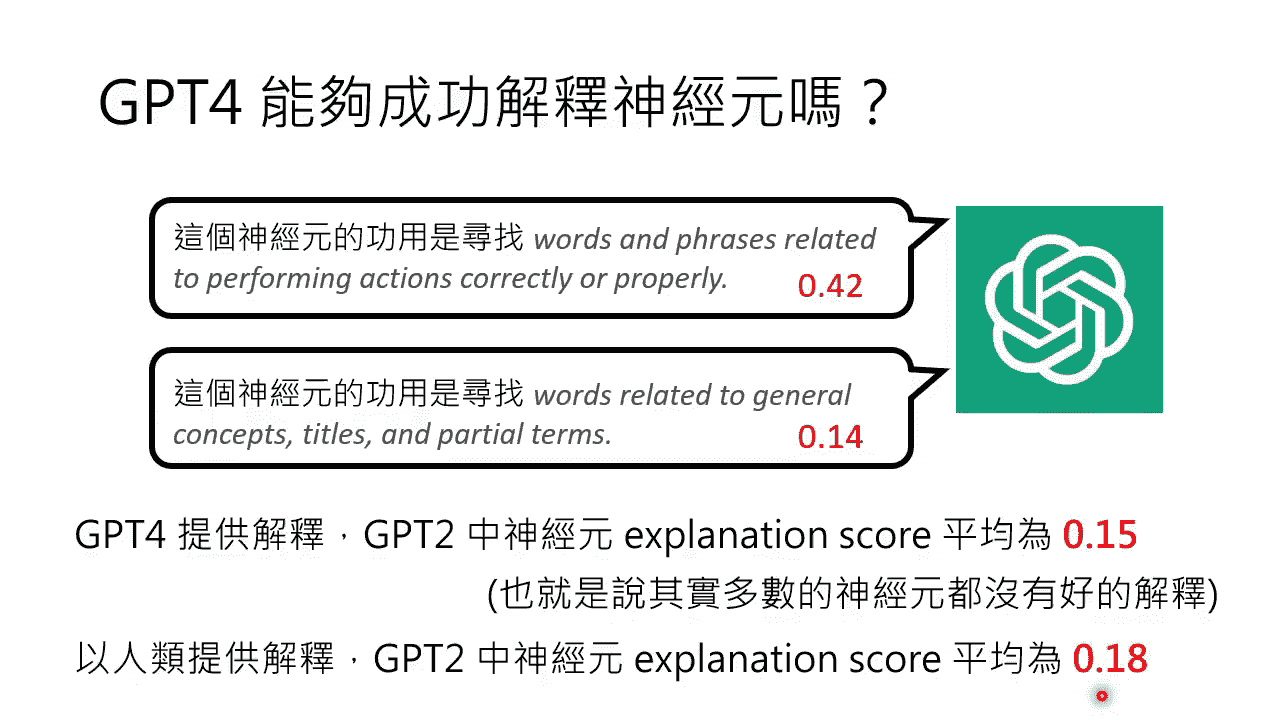 GPT4 能夠成功解釋神經元嗎？
這個神經元的功用是尋找 words and phrases related
to performing actions correctly or properly.
0.42
這個神經元的功用是尋找 words related to general
concepts, titles, and partial terms.
0.14
GPT4 提供解釋，GPT2 中神經元 explanation score 平均為 0.15
(也就是說其實多數的神經元都沒有好的解釋)
以人類提供解釋，GPT2 中神經元 explanation score 平均為 0.18